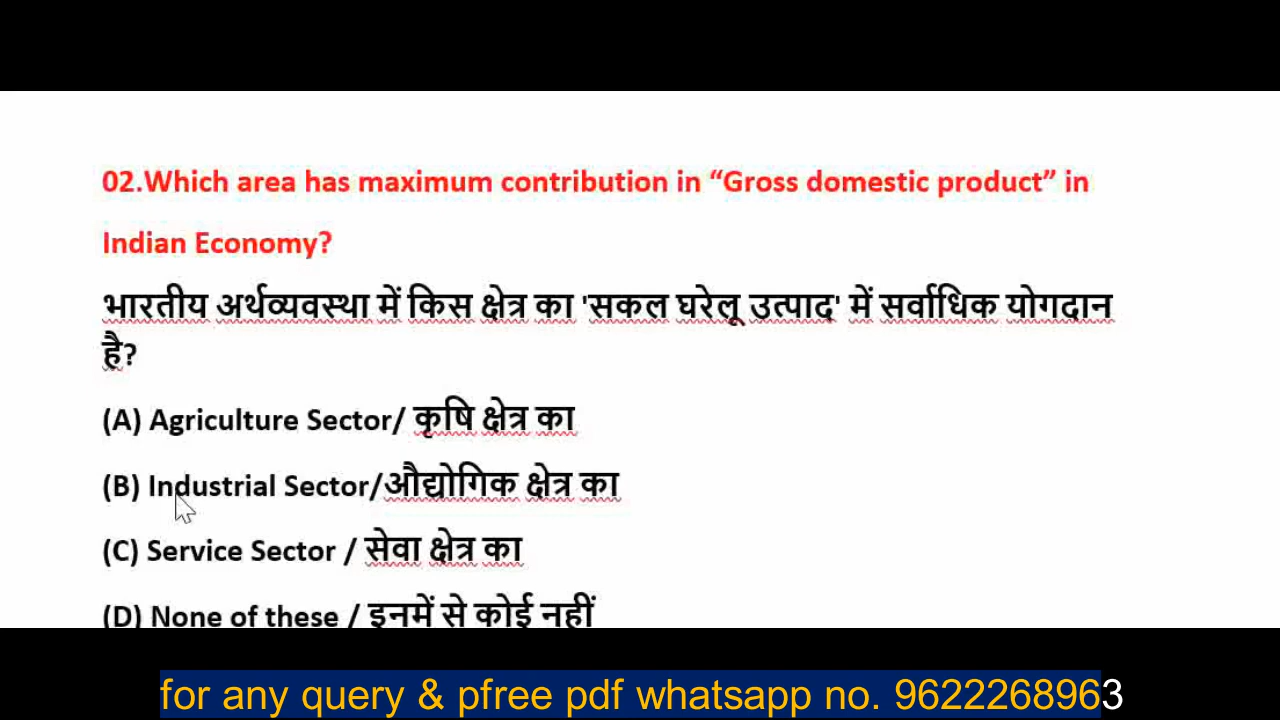 02.Which area has maximum contribution in “Gross domestic product” in
Indian Economy?
भारतीय अर्थव्यवस्था में किस क्षेत्र का 'सकल घरेलू उत्पाद' में सर्वाधिक योगदान
है?
(A) Agriculture Sector/ कृषि क्षेत्र का
(B) Industrial Sector/औद्योगिक क्षेत्र का
(C) Service Sector / सेवा क्षेत्र का
(D) None of these / इनमें से कोई नहीं
for any query & pfree pdf whatsapp no. 9622268963